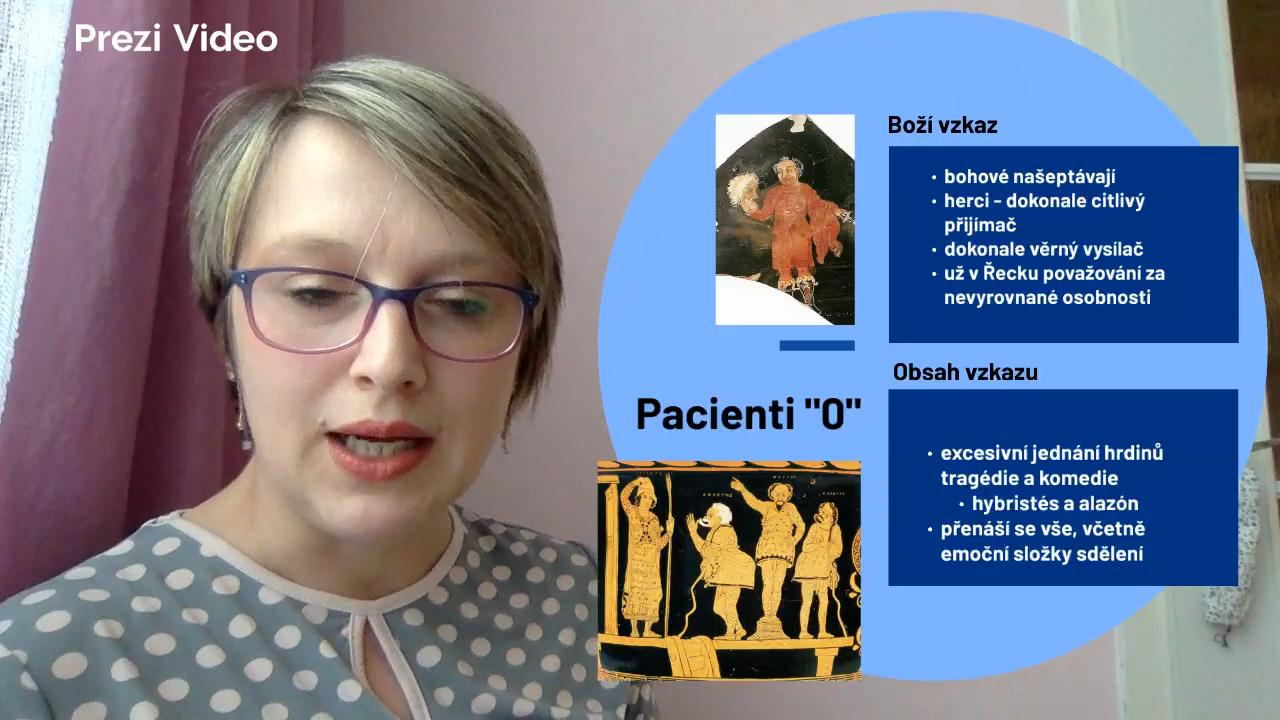 Prezi Video
Boží vzkaz
• bohové našeptávají
• herci - dokonale citlivý
přijímač
• dokonale věrný vysílač
• už v Řecku považování za
nevyrovnané osobnosti
Pacienti "0"
Obsah vzkazu
• excesivní jednání hrdinů
tragédie a komedie
• hybristés a alazón
• přenáší se vše, včetně
emoční složky sdělení